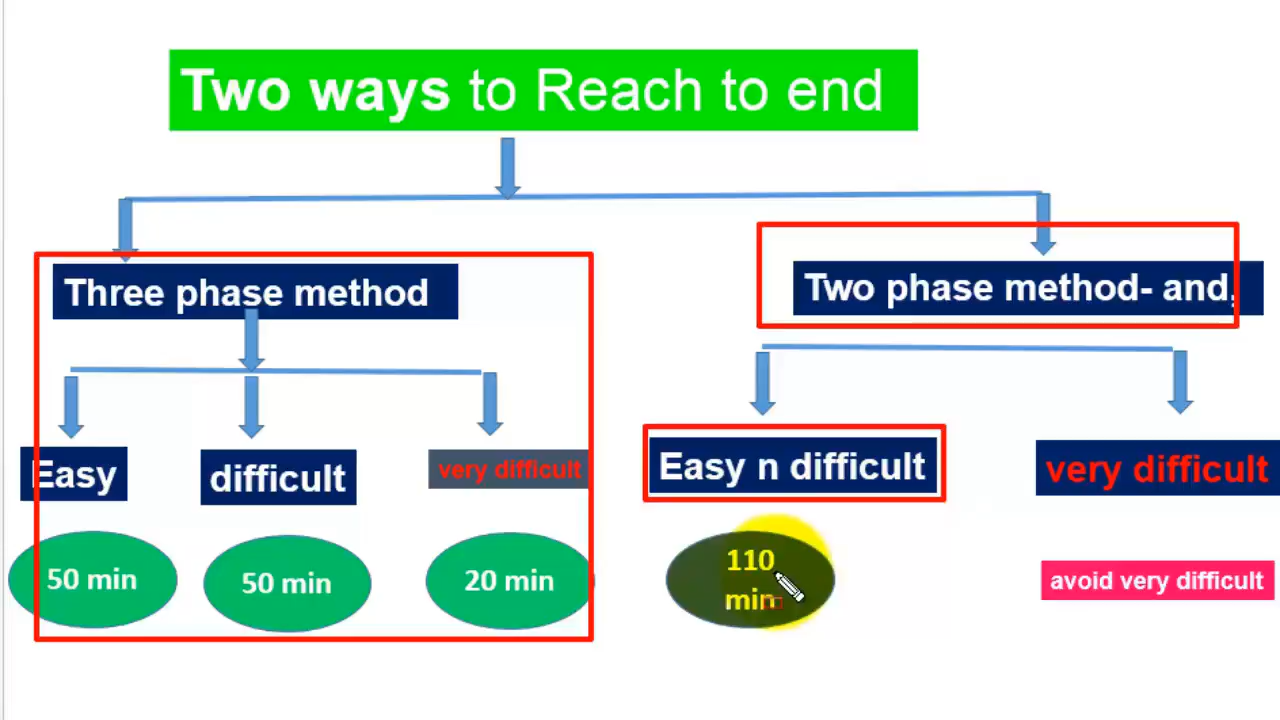 Two ways to Reach to end
Three phase method
Two phase method- and,
Easy
difficult
very difficult
Easy n difficult
very difficult
50 min
50 min
20 min
110
min
avoid very difficult